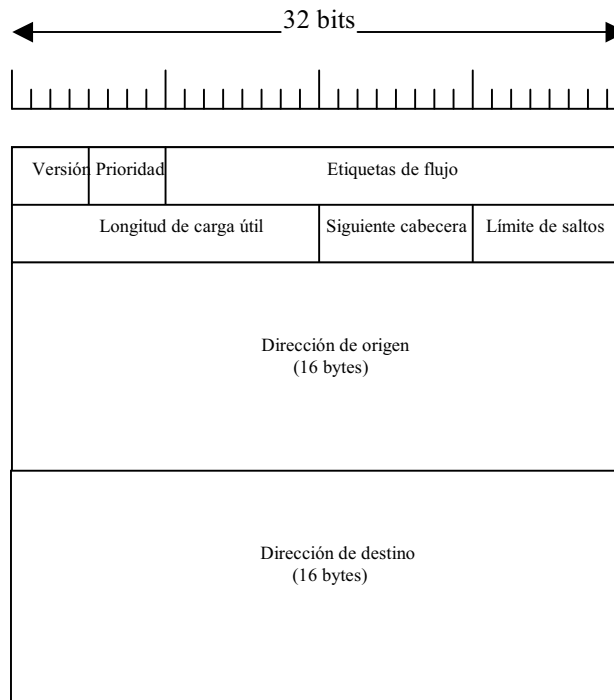 32 bits
Versión Prioridad Etiquetas de flujo
Longitud de carga útil Siguiente cabecera Límite de saltos
Dirección de origen
(16 bytes)
Dirección de destino
(16 bytes)